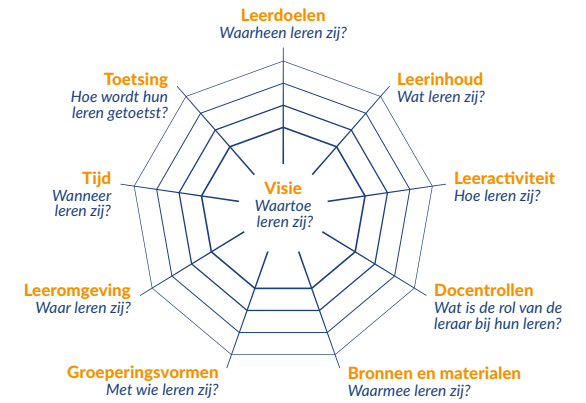 Leerdoelen
Waarheen leren zij?
Leerinhoud
Wat leren zij?
Leeractiviteit
Hoe leren zij?
Docentrollen
Wat is de rol van de
leraar bij hun leren?
Bronnen en materialen
Waarmee leren zij?
Groeperingsvormen
Met wie leren zij?
Leeromgeving
Waar leren zij?
Tijd
Wanneer
leren zij?
Toetsing
Hoe wordt hun
leren getoetst?
Visie
Waartoe
leren zij?